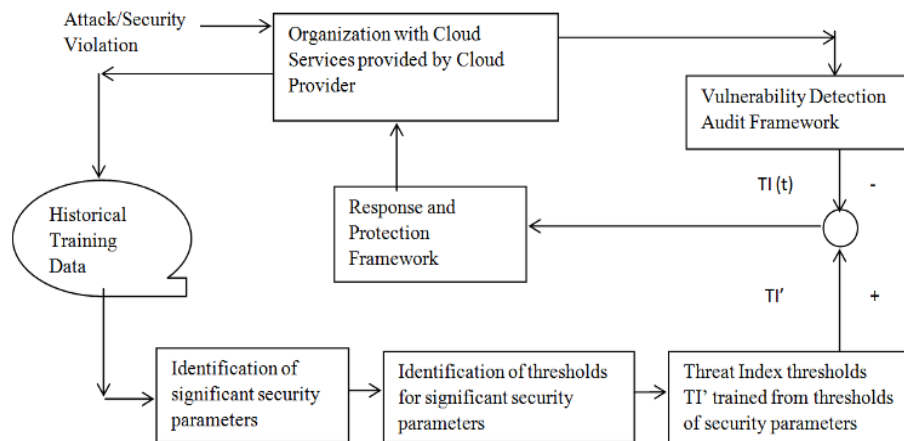 Attack/Security
Violation
Organization with Cloud
Services provided by Cloud
Provider
Vulnerability Detection
Audit Framework
TI (t)
-
Historical
Training
Data
Response and
Protection
Framework
TI’
+
Identification of
significant security
parameters
Identification of thresholds
for significant security
parameters
Threat Index thresholds
TI’ trained from thresholds
of security parameters